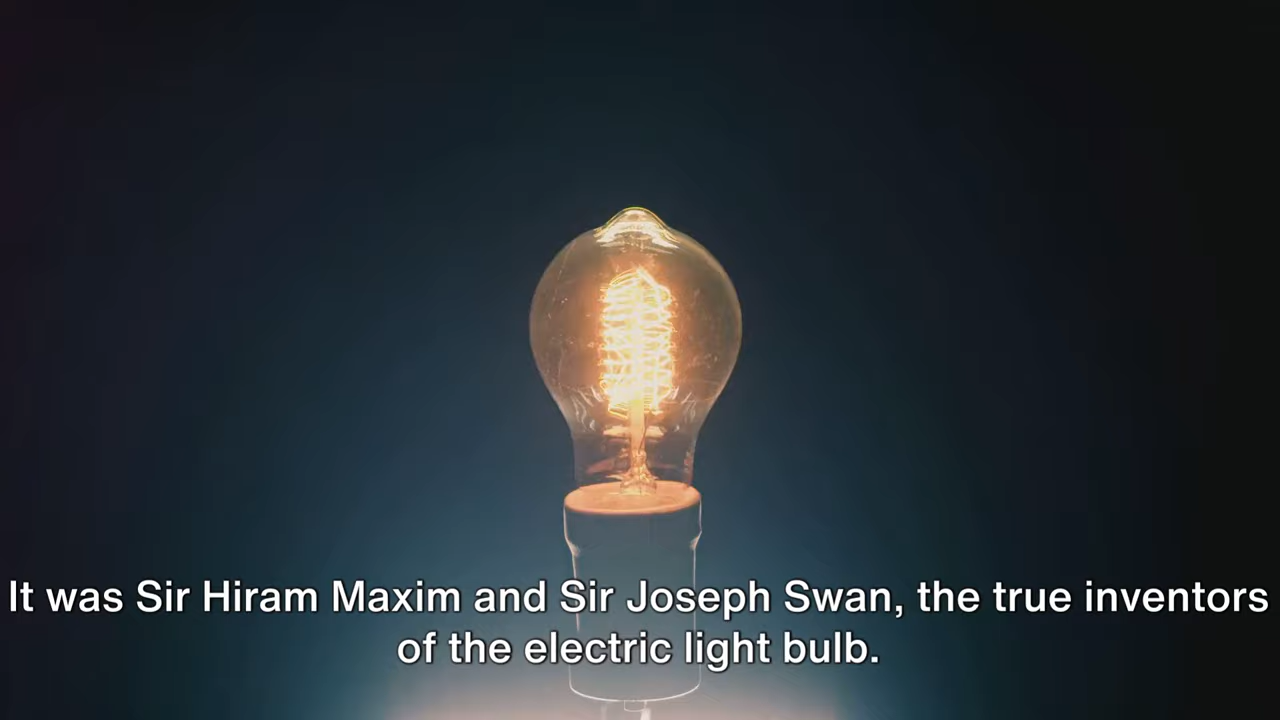 It was Sir Hiram Maxim and Sir Joseph Swan, the true inventors
of the electric light bulb.